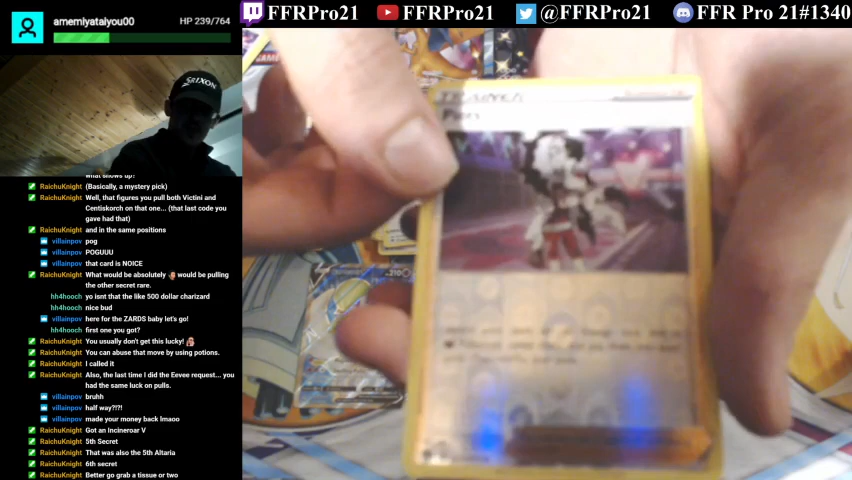 amemiyataiyou00
HP 239/764
FFRPro21
FFRPro21
@FFRPro21
FFR Pro 21#1340
SRIXON
what shows up?
RaichuKnight (Basically, a mystery pick)
RaichuKnight Well, that figures you pull both Victini
and Centiskorch on that one... (that last code you
gave had that)
RaichuKnight and in the same positions
villainpov pog
villainpov POGUUU
villainpov that card is NOICE
RaichuKnight What would be absolutely would be pulling
the other secret rare.
hh4hooch yo isnt that the like 500 dollar charizard
hh4hooch nice bud
villainpov here for the ZARDS baby let's go!
hh4hooch first one you got?
RaichuKnight You usually don't get this lucky!
RaichuKnight You can abuse that move by using potions.
RaichuKnight I called it
RaichuKnight Also, the last time I did the Eevee request... you
had the same luck on pulls.
villainpov bruhh
villainpov half way?!?!
villainpov made your money back lmaoo
RaichuKnight Got an Incineroar V
RaichuKnight 5th Secret
RaichuKnight That was also the 5th Altaria
RaichuKnight 6th secret
RaichuKnight Better go grab a tissue or two
TRAINER
Piers
210